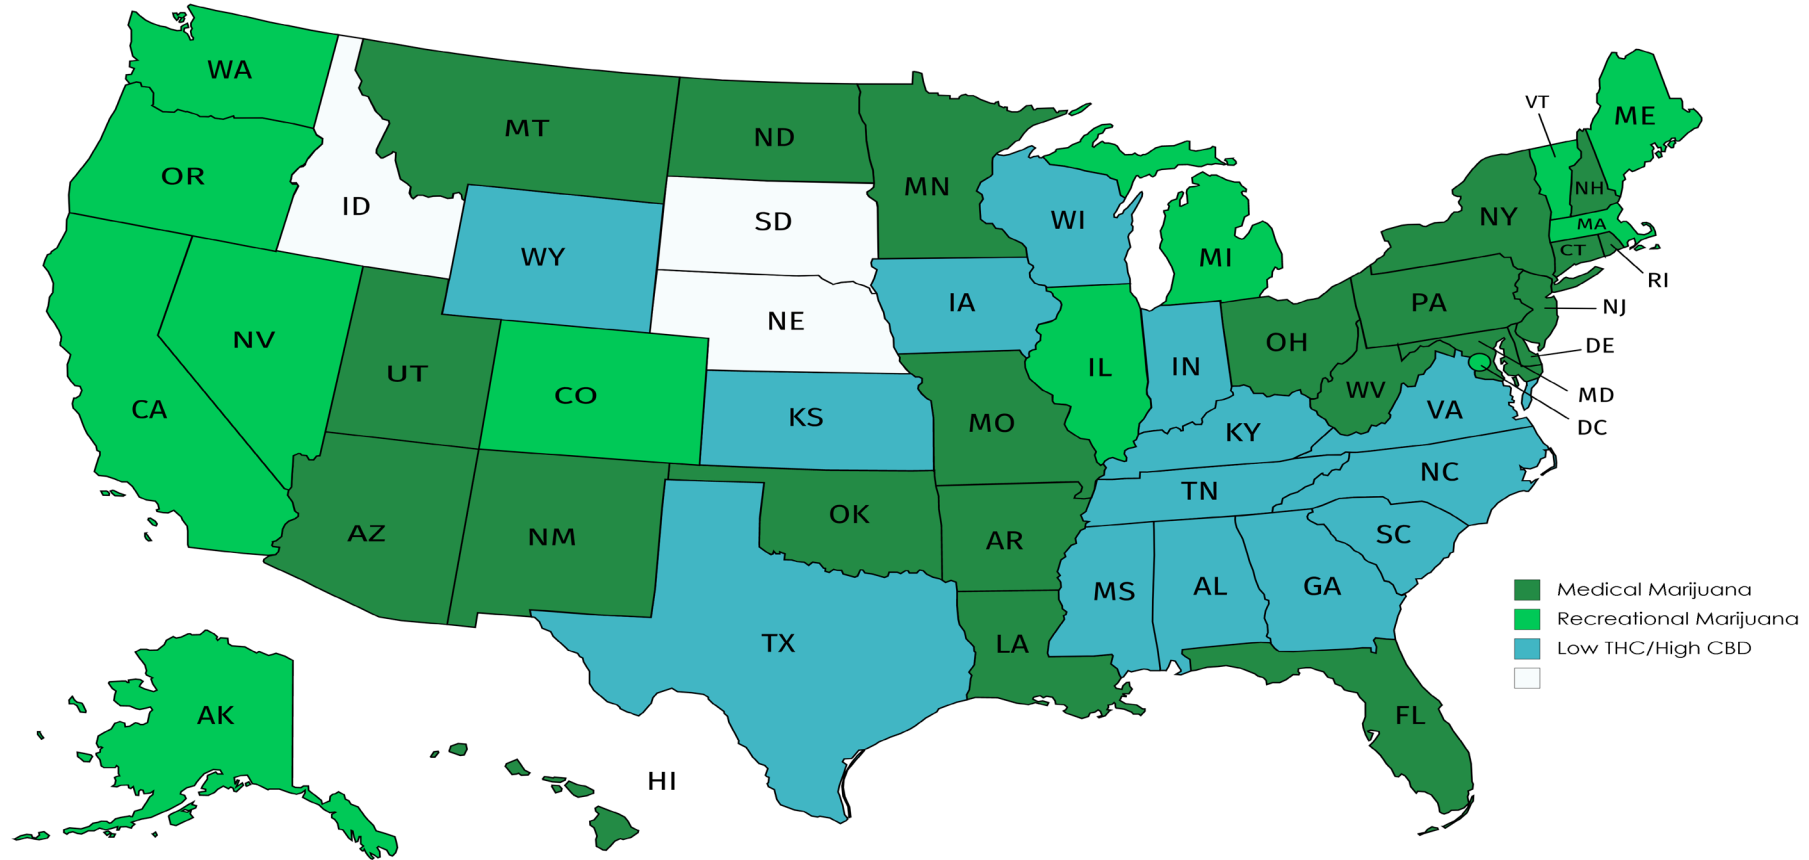 WA
VT
ME
MT
ND
OR
MN
NH
ID
SD
WI
NY
MA
WY
MI
CT
RI
IA
PA
NJ
NE
NV
OH
DE
UT
IL
IN
CO
WV
MD
CA
KS
VA
MO
KY
DC
NC
TN
OK
AZ
NM
AR
SC
MS
AL
GA
Medical Marijuana
Recreational Marijuana
TX
LA
Low THC/High CBD
AK
FL
HI